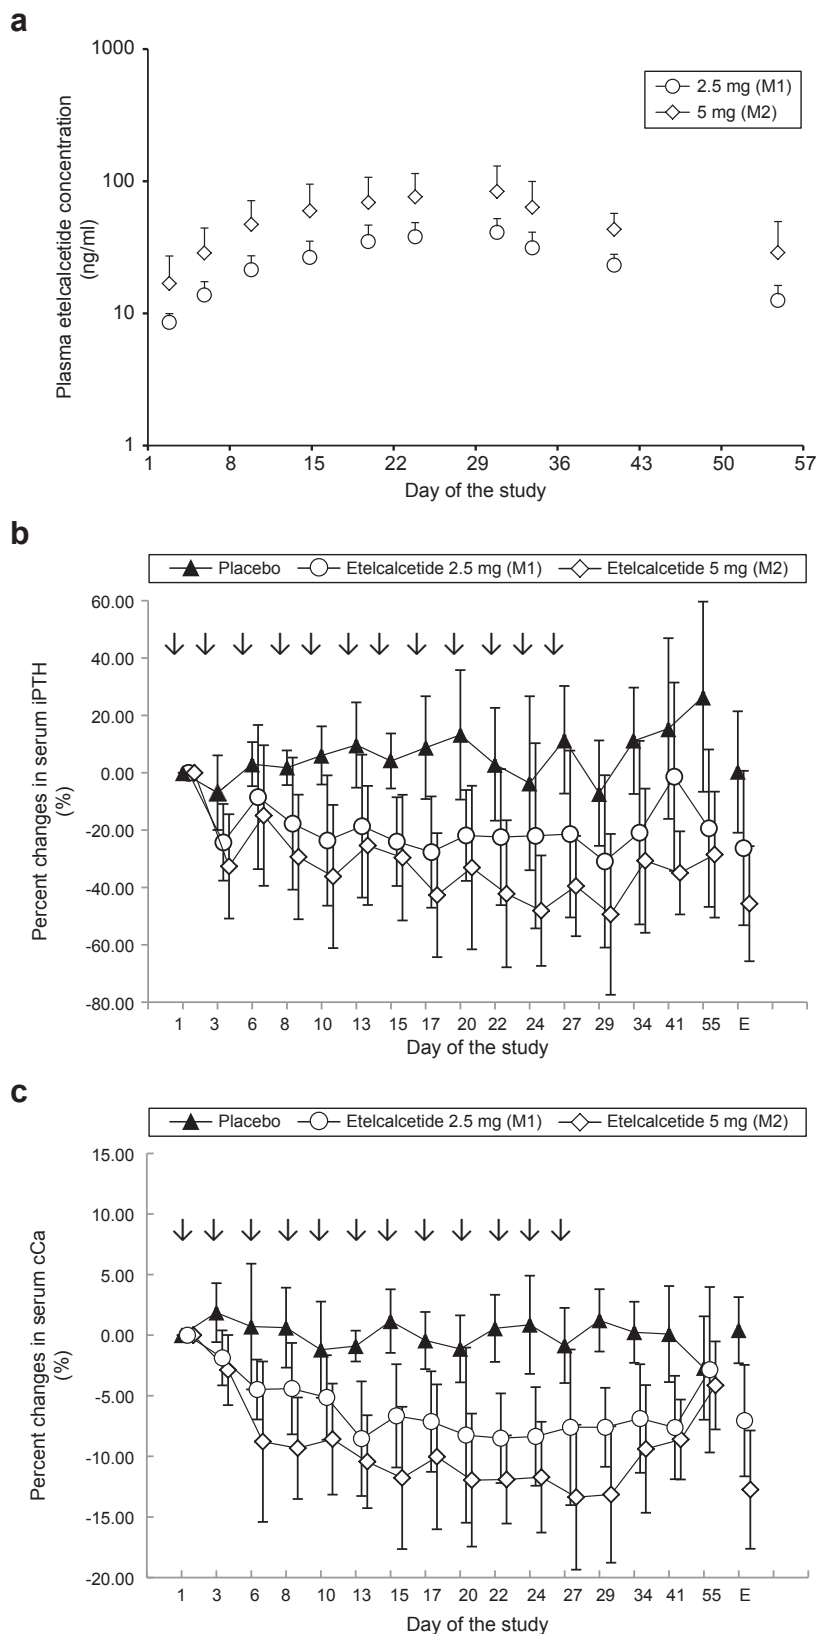 a
1000
100
10
1
Plasma etelcalcetide concentration
(ng/ml)
2.5 mg (M1)
5 mg (M2)
1 8 15 22 29 36 43 50 57
Day of the study
b
Placebo Etelcalcetide 2.5 mg (M1) Etelcalcetide 5 mg (M2)
60.00
40.00
20.00
0.00
-20.00
-40.00
-60.00
-80.00
Percent changes in serum iPTH
(%)
1 3 6 8 10 13 15 17 20 22 24 27 29 34 41 55 E
Day of the study
c
Placebo Etelcalcetide 2.5 mg (M1) Etelcalcetide 5 mg (M2)
15.00
10.00
5.00
0.00
-5.00
-10.00
-15.00
-20.00
Percent changes in serum cCa
(%)
1 3 6 8 10 13 15 17 20 22 24 27 29 34 41 55 E
Day of the study